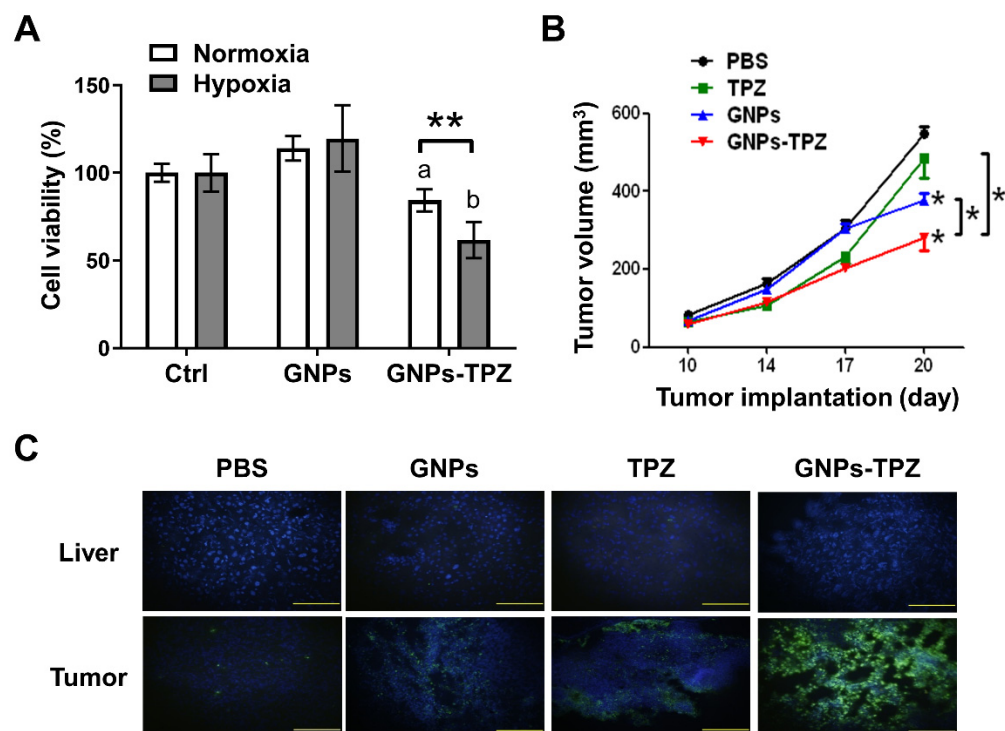 A
Normoxia
Hypoxia
Cell viability (%)
150
100
50
0
**
a
b
Ctrl
GNPs
GNPs-TPZ
B
PBS
TPZ
GNPs
GNPs-TPZ
Tumor volume (mm³)
600
400
200
0
*
*
*
*
10
14
17
20
Tumor implantation (day)
C
PBS
GNPs
TPZ
GNPs-TPZ
Liver
Tumor